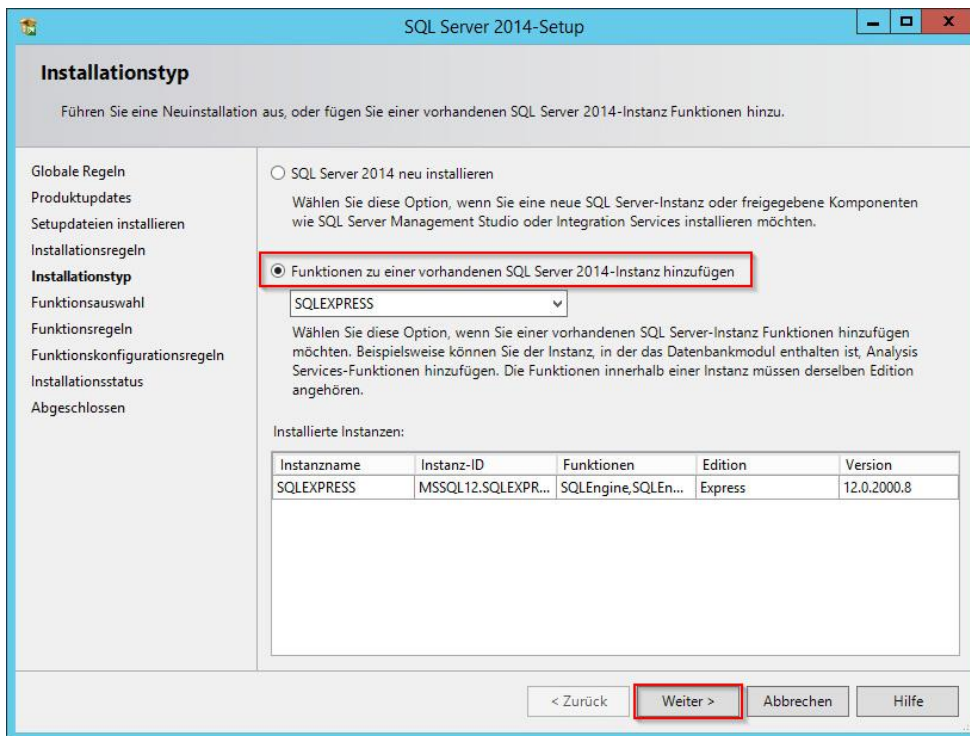 SQL Server 2014-Setup
Installationstyp
Führen Sie eine Neuinstallation aus, oder fügen Sie einer vorhandenen SQL Server 2014-Instanz Funktionen hinzu.
Globale Regeln
Produktupdates
Setupdateien installieren
Installationsregeln
Installationstyp
Funktionsauswahl
Funktionsregeln
Funktionskonfigurationsregeln
Installationsstatus
Abgeschlossen
SQL Server 2014 neu installieren
Wählen Sie diese Option, wenn Sie eine neue SQL Server-Instanz oder freigegebene Komponenten
wie SQL Server Management Studio oder Integration Services installieren möchten.
Funktionen zu einer vorhandenen SQL Server 2014-Instanz hinzufügen
SQLEXPRESS
Wählen Sie diese Option, wenn Sie einer vorhandenen SQL Server-Instanz Funktionen hinzufügen
möchten. Beispielsweise können Sie der Instanz, in der das Datenbankmodul enthalten ist, Analysis
Services-Funktionen hinzufügen. Die Funktionen innerhalb einer Instanz müssen derselben Edition
angehören.
Installierte Instanzen:
Instanzname Instanz-ID Funktionen Edition Version
SQLEXPRESS MSSQL12.SQLEXPR... SQLEngine,SQLEn... Express 12.0.2000.8
< Zurück Weiter > Abbrechen Hilfe